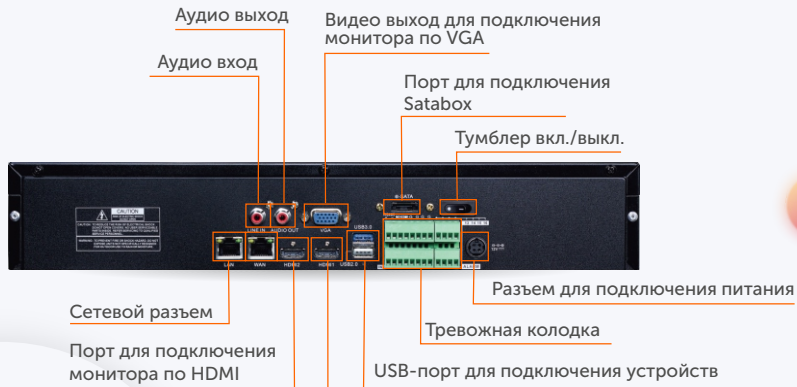 Аудио выход
Видео выход для подключения
монитора по VGA
Аудио вход
Порт для подключения
Satabox
Тумблер вкл./выкл.
e-SATA
CAUTION
LINE IN
AUDIO OUT
VGA
USB3.0
LAN
WAN
HDMI2
HDMI1
USB2.0
Разъем для подключения питания
Сетевой разъем
Тревожная колодка
Порт для подключения
монитора по HDMI
USB-порт для подключения устройств